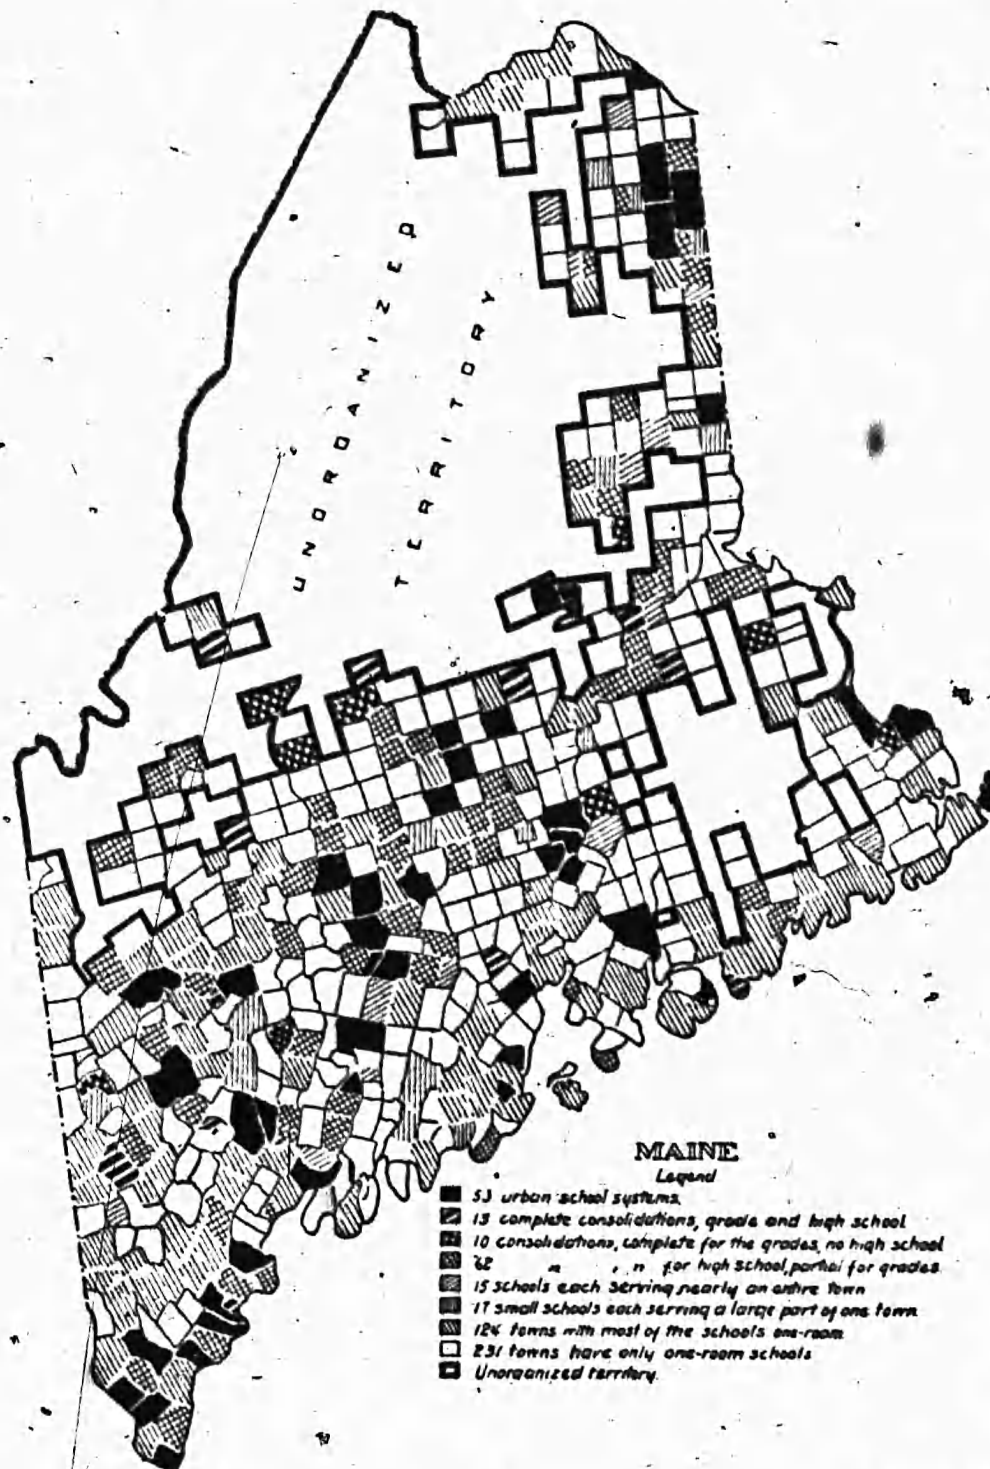 UNORGANIZED
TERRITORY
MAINE
Legend
53 urban school systems.
13 complete consolidations, grade and high school
10 consolidations, complete for the grades, no high school
62 " " " for high school, partial for grades.
15 schools each serving nearly an entire town
17 small schools each serving a large part of one town
124 towns with most of the schools one-room
231 towns have only one-room schools
Unorganized territory.